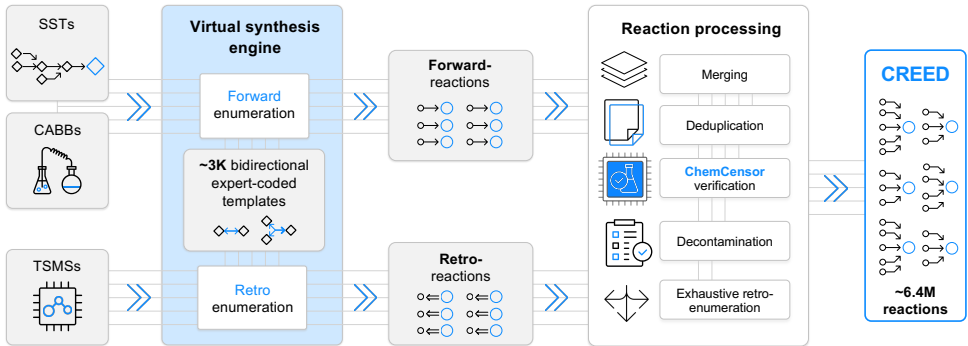 SSTs
CABBs
TSMSs
Virtual synthesis
engine
Forward
enumeration
~3K bidirectional
expert-coded
templates
Retro
enumeration
Forward-
reactions
Retro-
reactions
Reaction processing
Merging
Deduplication
ChemCensor
verification
Decontamination
Exhaustive retro-
enumeration
CREED
~6.4M
reactions